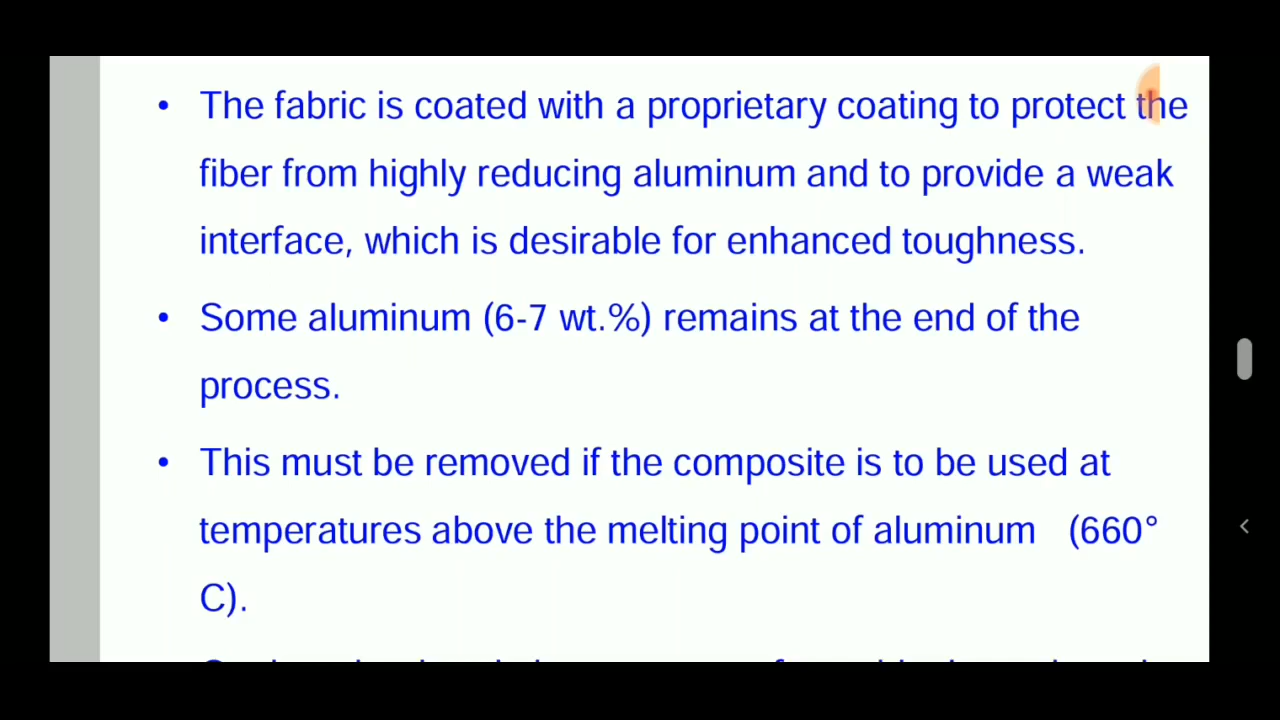 • The fabric is coated with a proprietary coating to protect the
fiber from highly reducing aluminum and to provide a weak
interface, which is desirable for enhanced toughness.
• Some aluminum (6-7 wt.%) remains at the end of the
process.
• This must be removed if the composite is to be used at
temperatures above the melting point of aluminum (660°
C).